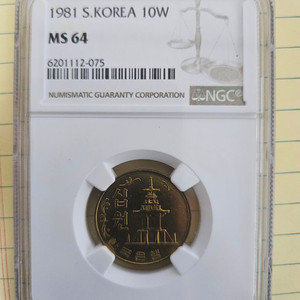 1981 S.KOREA 10W
MS 64
6201112-075
NUMISMATIC GUARANTY CORPORATION
NGC